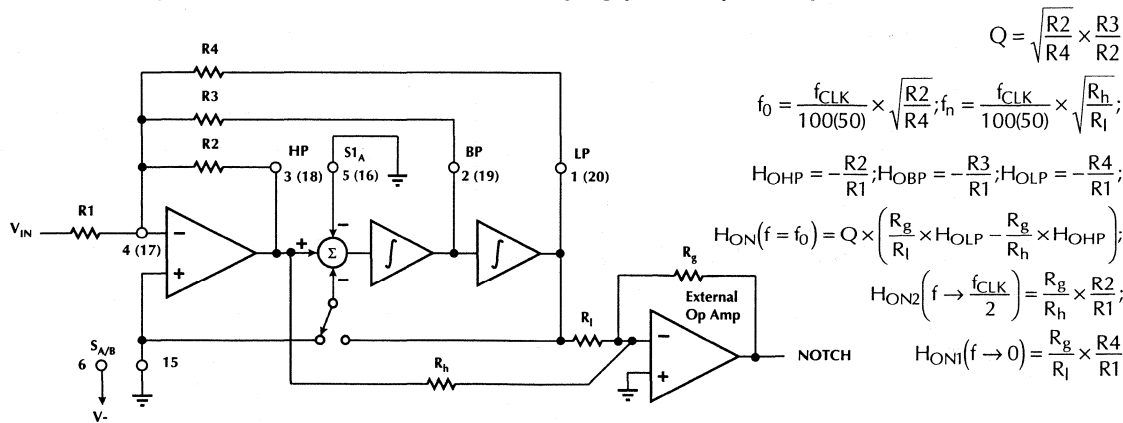 R4
R3
R2
HP
3 (18)
S1A
5 (16)
BP
2 (19)
LP
1 (20)
VIN
R1
4 (17)
−
+
+
−
Σ
−
∫
∫
Rg
External
Op Amp
Rl
−
+
NOTCH
Rh
SA/B
6
15
V-
Q = √(R2/R4) × R3/R2
f0 = fCLK/100(50) × √(R2/R4); fn = fCLK/100(50) × √(Rh/Rl);
HOHP = −R2/R1; HOBP = −R3/R1; HOLP = −R4/R1;
HON(f = f0) = Q × (Rg/Rl × HOLP − Rg/Rh × HOHP);
HON2(f → fCLK/2) = Rg/Rh × R2/R1;
HON1(f → 0) = Rg/Rl × R4/R1